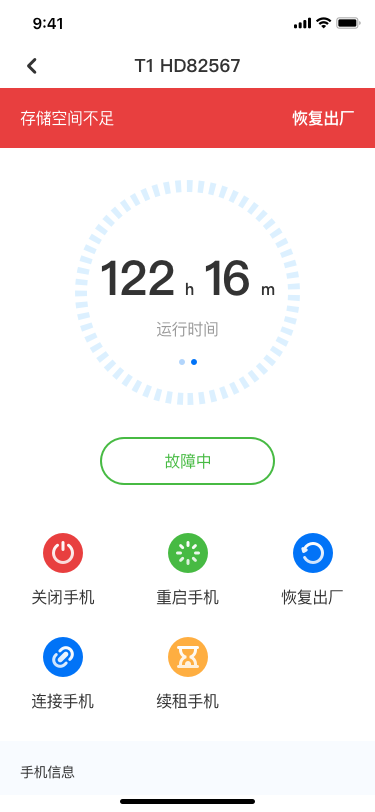 9:41
T1 HD82567
存储空间不足 恢复出厂
122 h 16 m
运行时间
故障中
关闭手机 重启手机 恢复出厂
连接手机 续租手机
手机信息